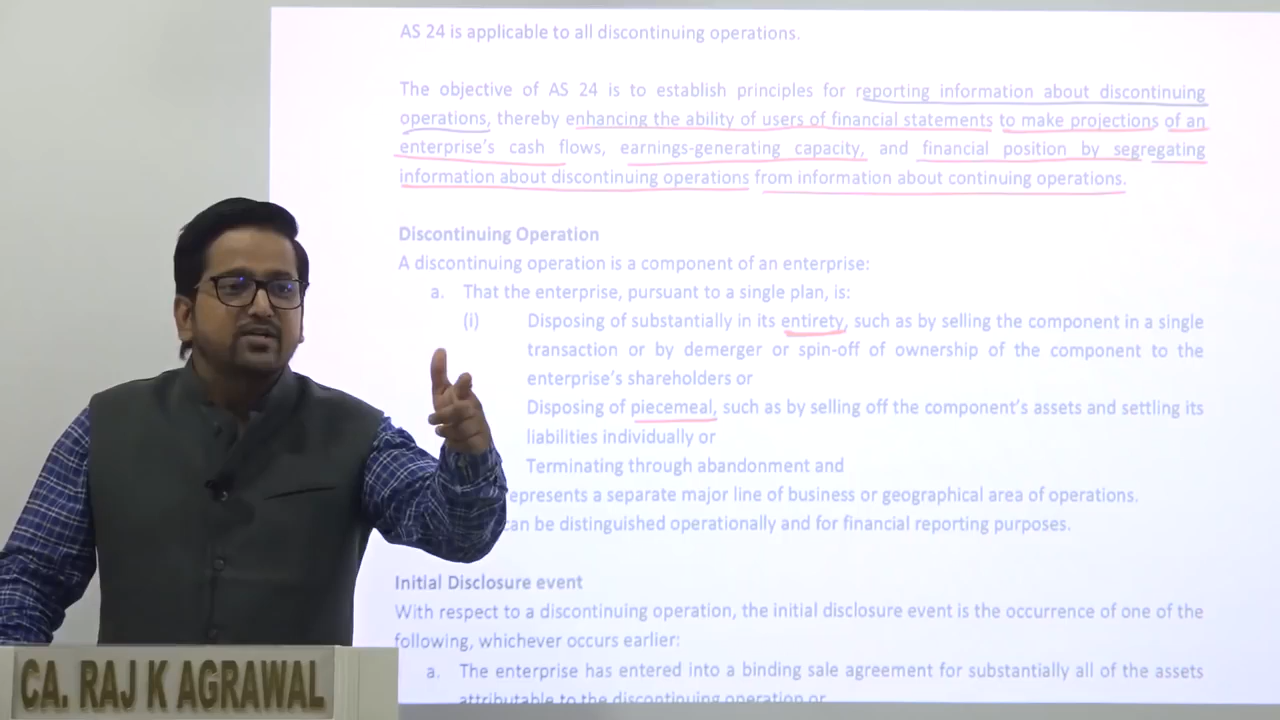 AS 24 is applicable to all discontinuing operations.
The objective of AS 24 is to establish principles for reporting information about discontinuing
operations, thereby enhancing the ability of users of financial statements to make projections of an
enterprise's cash flows, earnings-generating capacity, and financial position by segregating
information about discontinuing operations from information about continuing operations.
Discontinuing Operation
A discontinuing operation is a component of an enterprise:
a. That the enterprise, pursuant to a single plan, is:
(i) Disposing of substantially in its entirety, such as by selling the component in a single
transaction or by demerger or spin-off of ownership of the component to the
enterprise's shareholders or
Disposing of piecemeal, such as by selling off the component's assets and settling its
liabilities individually or
Terminating through abandonment and
epresents a separate major line of business or geographical area of operations.
can be distinguished operationally and for financial reporting purposes.
Initial Disclosure event
With respect to a discontinuing operation, the initial disclosure event is the occurrence of one of the
following, whichever occurs earlier:
a. The enterprise has entered into a binding sale agreement for substantially all of the assets
attributable to the discontinuing operation or
CA. RAJ K AGRAWAL